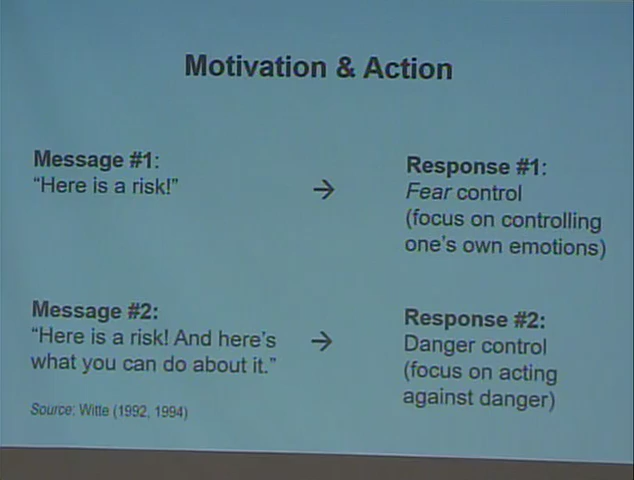 Motivation & Action
Message #1:
“Here is a risk!”
→
Response #1:
Fear control
(focus on controlling
one's own emotions)
Message #2:
“Here is a risk! And here's
what you can do about it.”
→
Response #2:
Danger control
(focus on acting
against danger)
Source: Witte (1992, 1994)